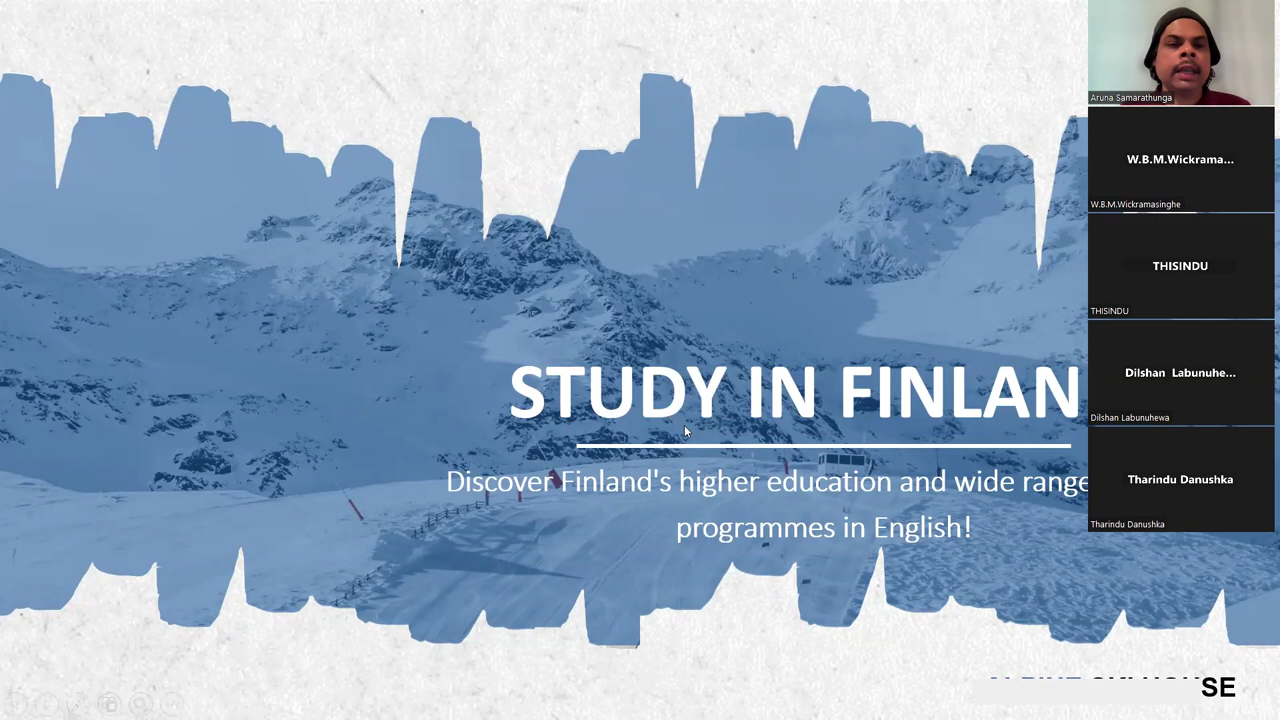 STUDY IN FINLAN
Discover Finland's higher education and wide range
programmes in English!
Aruna Samarathunga
W.B.M.Wickrama...
W.B.M.Wickramasinghe
THISINDU
THISINDU
Dilshan Labunuhe...
Dilshan Labunuhewa
Tharindu Danushka
Tharindu Danushka
SE